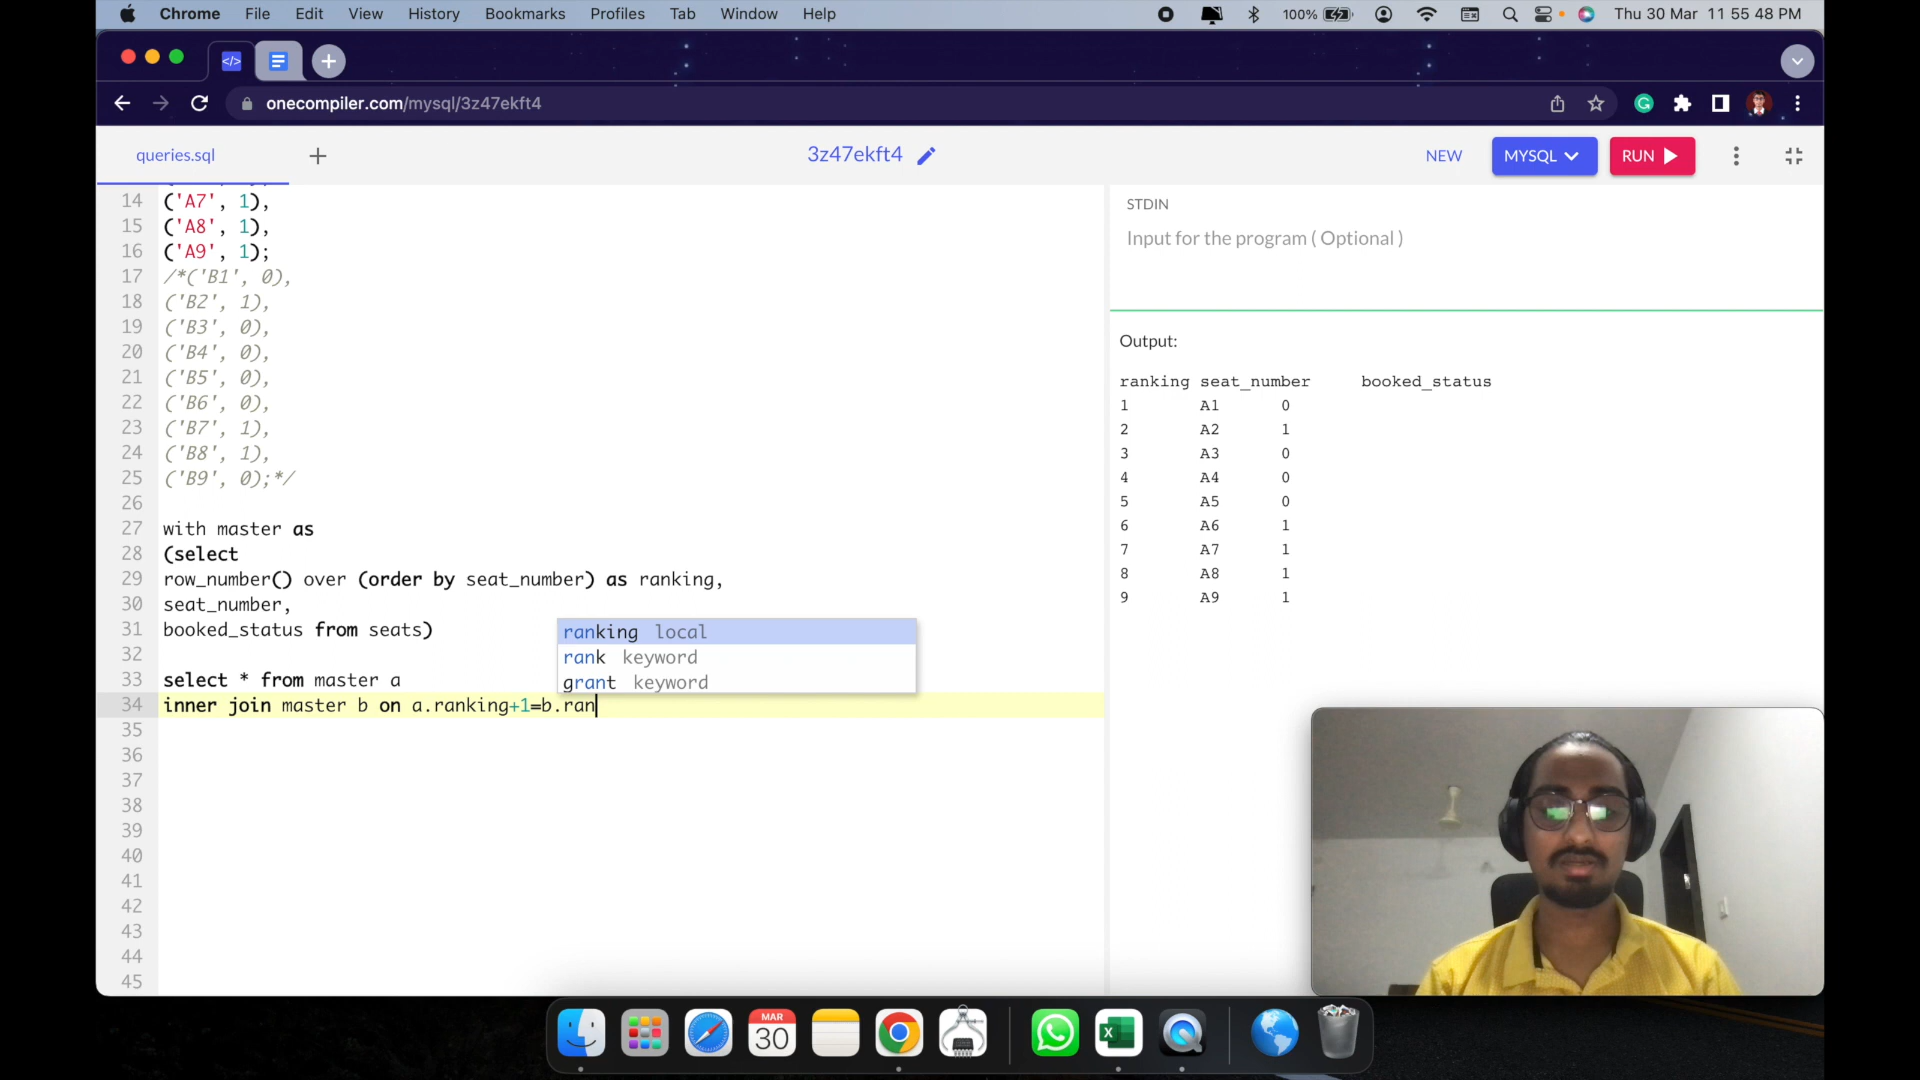 Chrome File Edit View History Bookmarks Profiles Tab Window Help 100% Thu 30 Mar 11 55 48 PM
onecompiler.com/mysql/3z47ekft4
queries.sql
3z47ekft4
NEW
MYSQL
RUN
14 ('A7', 1),
15 ('A8', 1),
16 ('A9', 1);
17 /*('B1', 0),
18 ('B2', 1),
19 ('B3', 0),
20 ('B4', 0),
21 ('B5', 0),
22 ('B6', 0),
23 ('B7', 1),
24 ('B8', 1),
25 ('B9', 0);*/
26
27 with master as
28 (select
29 row_number() over (order by seat_number) as ranking,
30 seat_number,
31 booked_status from seats)
32
33 select * from master a
34 inner join master b on a.ranking+1=b.ran
35
36
37
38
39
40
41
42
43
44
45
ranking local
rank keyword
grant keyword
STDIN
Input for the program ( Optional )
Output:
ranking seat_number booked_status
1 A1 0
2 A2 1
3 A3 0
4 A4 0
5 A5 0
6 A6 1
7 A7 1
8 A8 1
9 A9 1
MAR
30